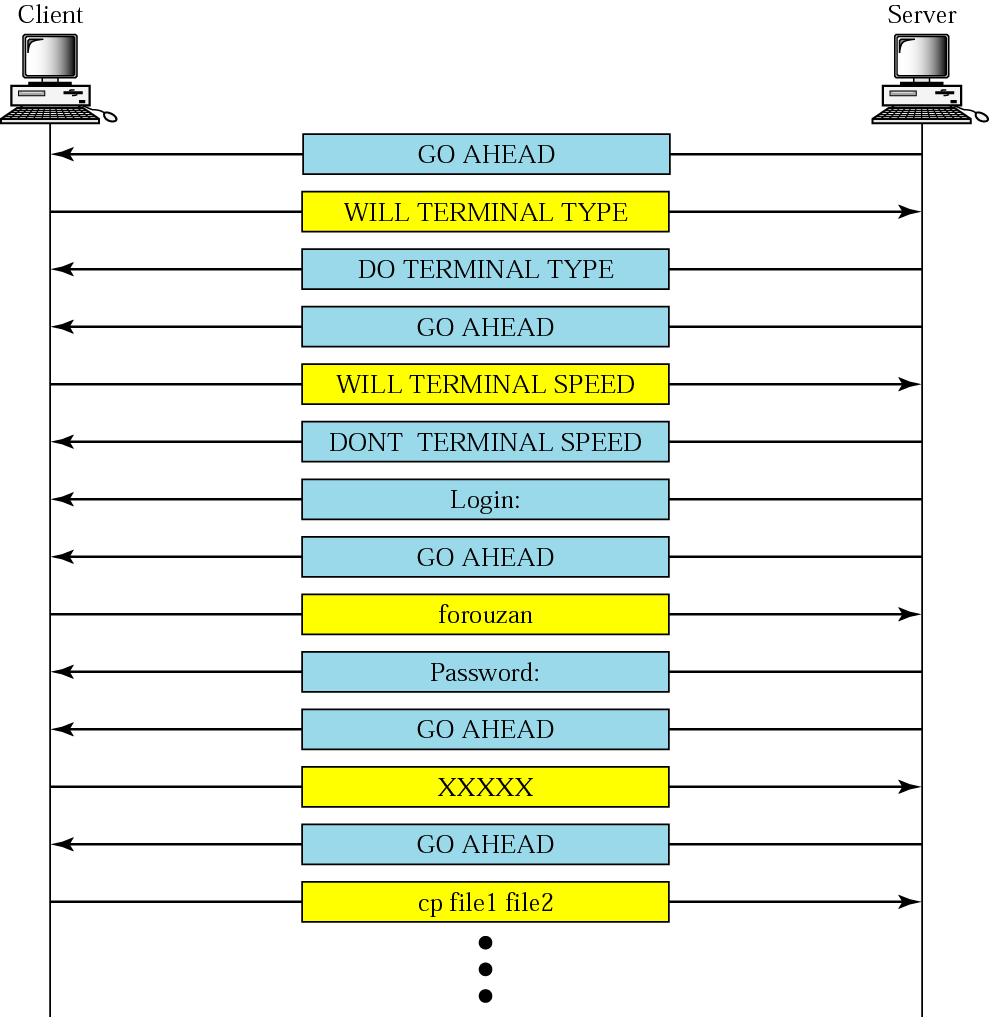 Client
Server
GO AHEAD
WILL TERMINAL TYPE
DO TERMINAL TYPE
GO AHEAD
WILL TERMINAL SPEED
DONT TERMINAL SPEED
Login:
GO AHEAD
forouzan
Password:
GO AHEAD
XXXXX
GO AHEAD
cp file1 file2